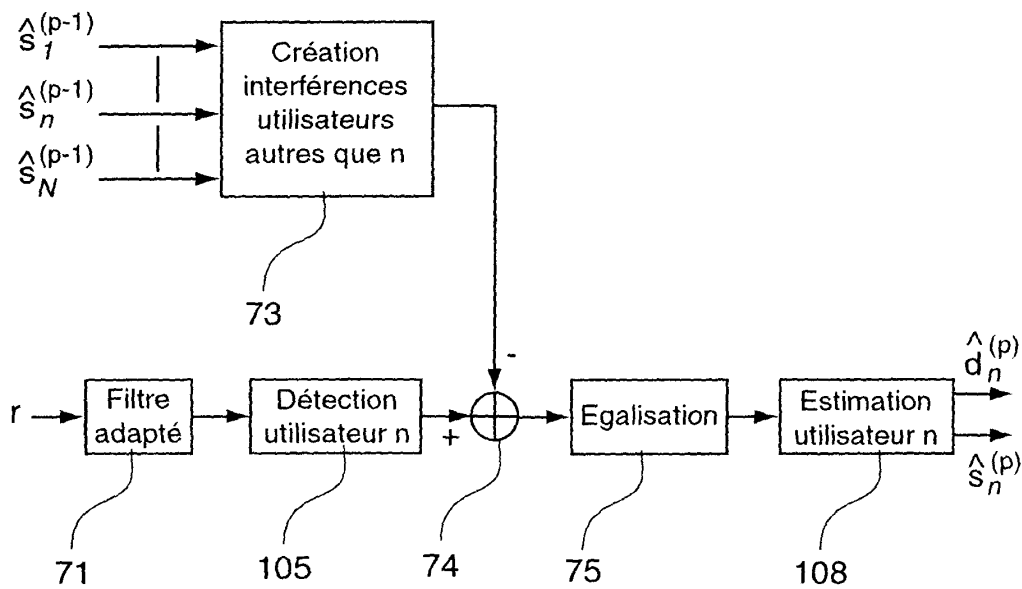 ŝ₁⁽ᵖ⁻¹⁾
ŝₙ⁽ᵖ⁻¹⁾
ŝ_N⁽ᵖ⁻¹⁾
Création
interférences
utilisateurs
autres que n
73
-
r
Filtre
adapté
Détection
utilisateur n
+
Egalisation
Estimation
utilisateur n
d̂ₙ⁽ᵖ⁾
ŝₙ⁽ᵖ⁾
71
105
74
75
108